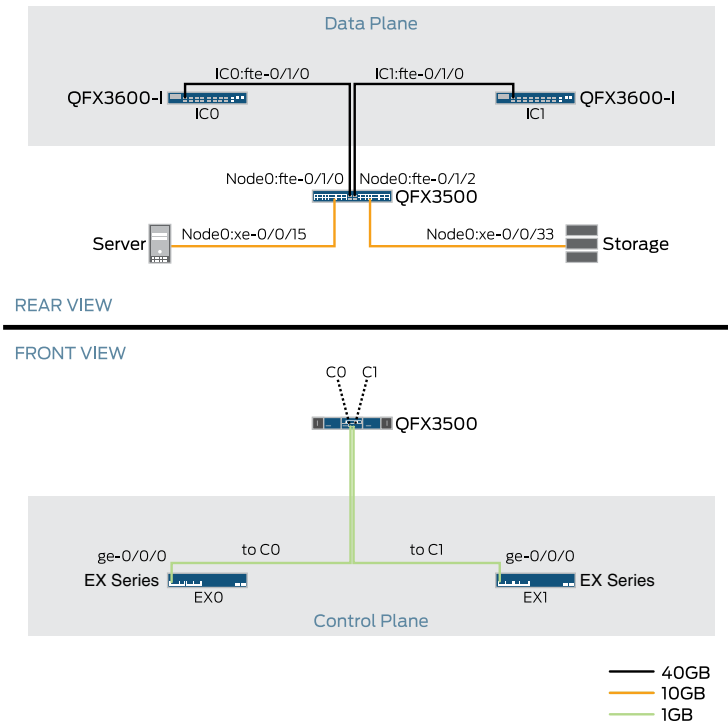 Data Plane
IC0:fte-0/1/0
IC1:fte-0/1/0
QFX3600-I
QFX3600-I
IC0
IC1
Node0:fte-0/1/0
Node0:fte-0/1/2
QFX3500
Server
Node0:xe-0/0/15
Node0:xe-0/0/33
Storage
REAR VIEW
FRONT VIEW
C0
C1
QFX3500
ge-0/0/0
to C0
to C1
ge-0/0/0
EX Series
EX Series
EX0
EX1
Control Plane
40GB
10GB
1GB